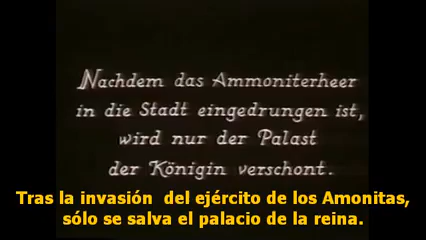 Nachdem das Ammoniterheer
in die Stadt eingedrungen ist,
wird nur der Palast
der Königin verschont.
Tras la invasión del ejército de los Amonitas,
sólo se salva el palacio de la reina.